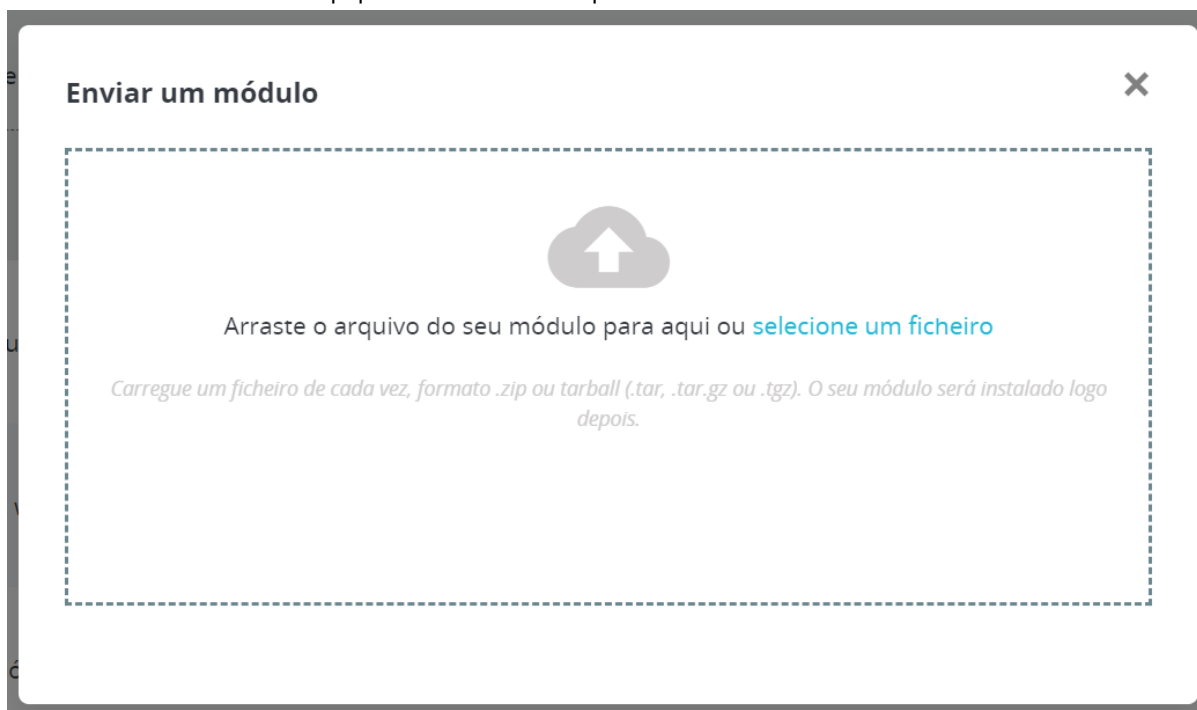 Enviar um módulo
Arraste o arquivo do seu módulo para aqui ou selecione um ficheiro
Carregue um ficheiro de cada vez, formato .zip ou tarball (.tar, .tar.gz ou .tgz). O seu módulo será instalado logo
depois.